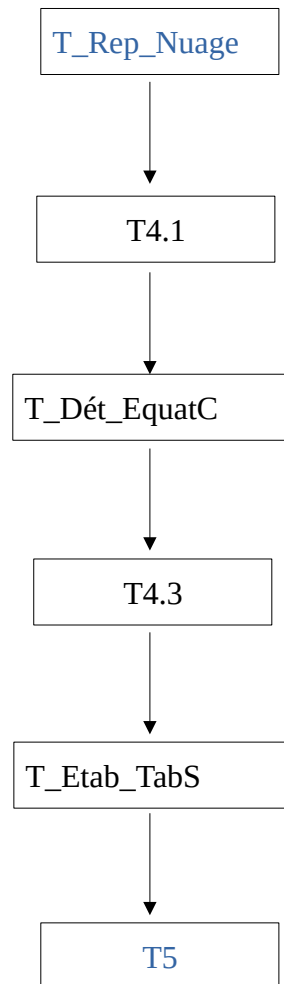 T_Rep_Nuage
T4.1
T_Dét_EquatC
T4.3
T_Etab_TabS
T5